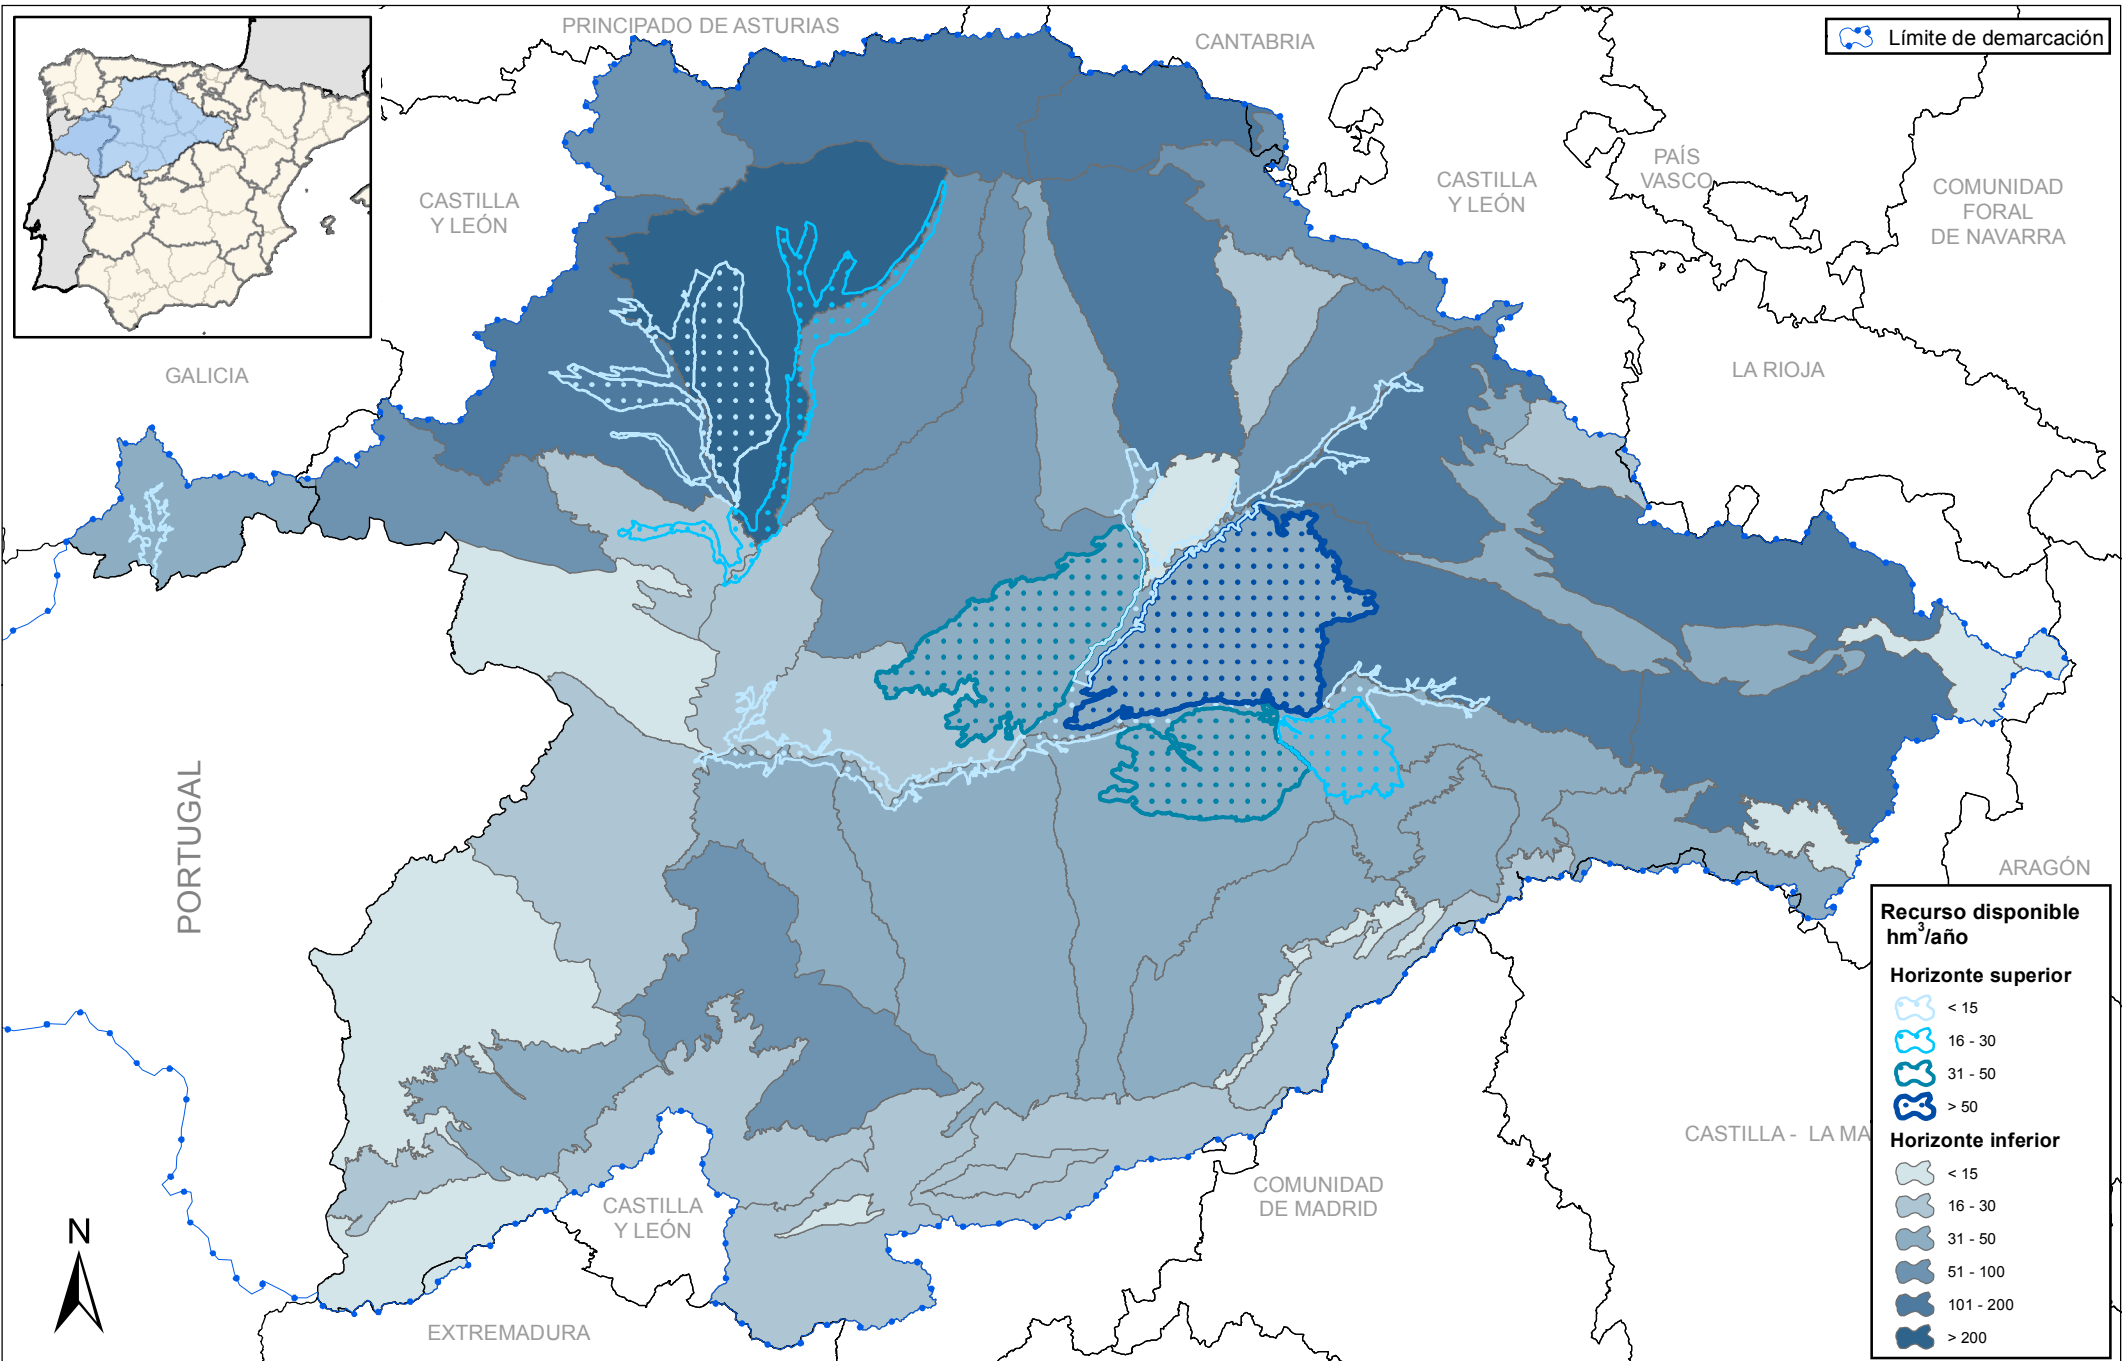 PRINCIPADO DE ASTURIAS
CANTABRIA
Límite de demarcación
PAÍS
VASCO
CASTILLA
Y LEÓN
CASTILLA
Y LEÓN
COMUNIDAD
FORAL
DE NAVARRA
GALICIA
LA RIOJA
PORTUGAL
ARAGÓN
Recurso disponible
hm³/año
Horizonte superior
< 15
16 - 30
31 - 50
> 50
Horizonte inferior
< 15
16 - 30
31 - 50
51 - 100
101 - 200
> 200
CASTILLA - LA MA
COMUNIDAD
DE MADRID
CASTILLA
Y LEÓN
N
EXTREMADURA